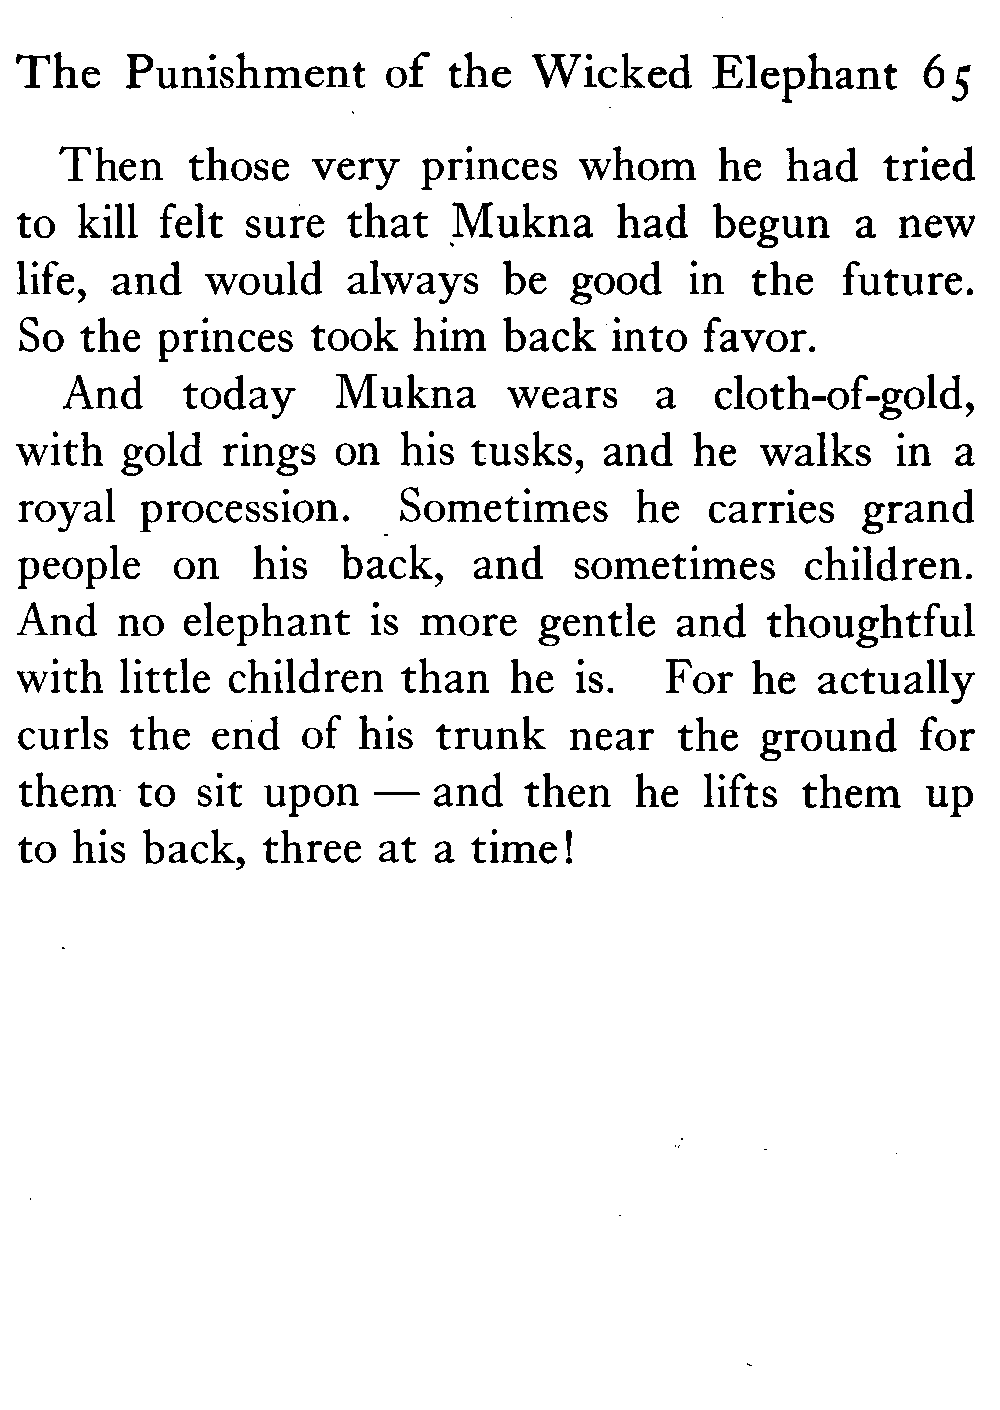 The Punishment of the Wicked Elephant 65
Then those very princes whom he had tried
to kill felt sure that Mukna had begun a new
life, and would always be good in the future.
So the princes took him back into favor.
And today Mukna wears a cloth-of-gold,
with gold rings on his tusks, and he walks in a
royal procession. Sometimes he carries grand
people on his back, and sometimes children.
And no elephant is more gentle and thoughtful
with little children than he is. For he actually
curls the end of his trunk near the ground for
them to sit upon — and then he lifts them up
to his back, three at a time!